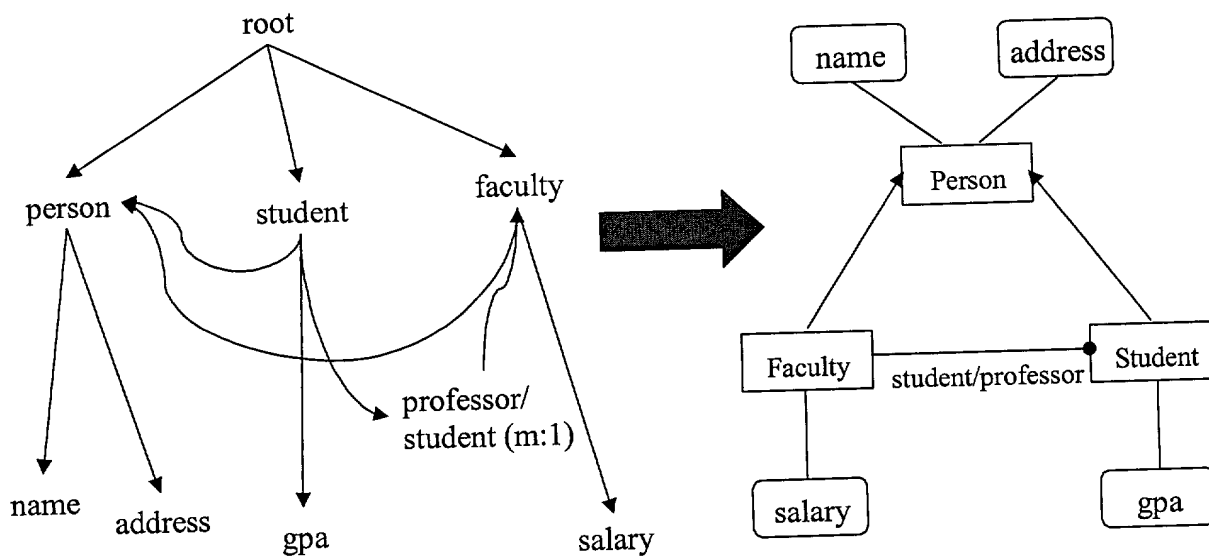 root
person
student
faculty
professor/
student (m:1)
name
address
gpa
salary
name
address
Person
Faculty
student/professor
Student
salary
gpa